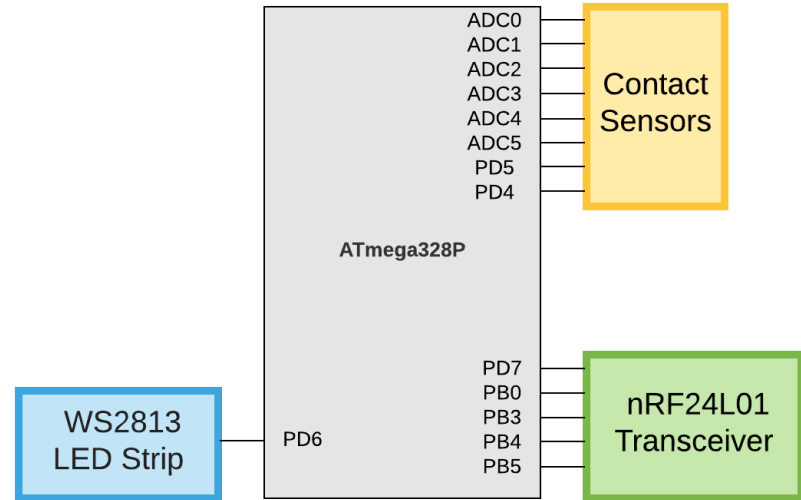 ADC0
ADC1
ADC2
ADC3
ADC4
ADC5
PD5
PD4
Contact
Sensors
ATmega328P
PD7
PB0
PB3
PB4
PB5
nRF24L01
Transceiver
WS2813
LED Strip
PD6